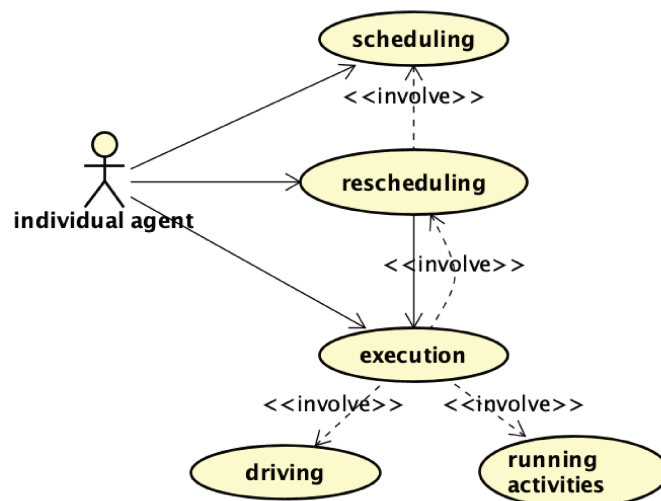 scheduling
<<involve>>
rescheduling
individual agent
<<involve>>
execution
<<involve>>
<<involve>>
driving
running
activities